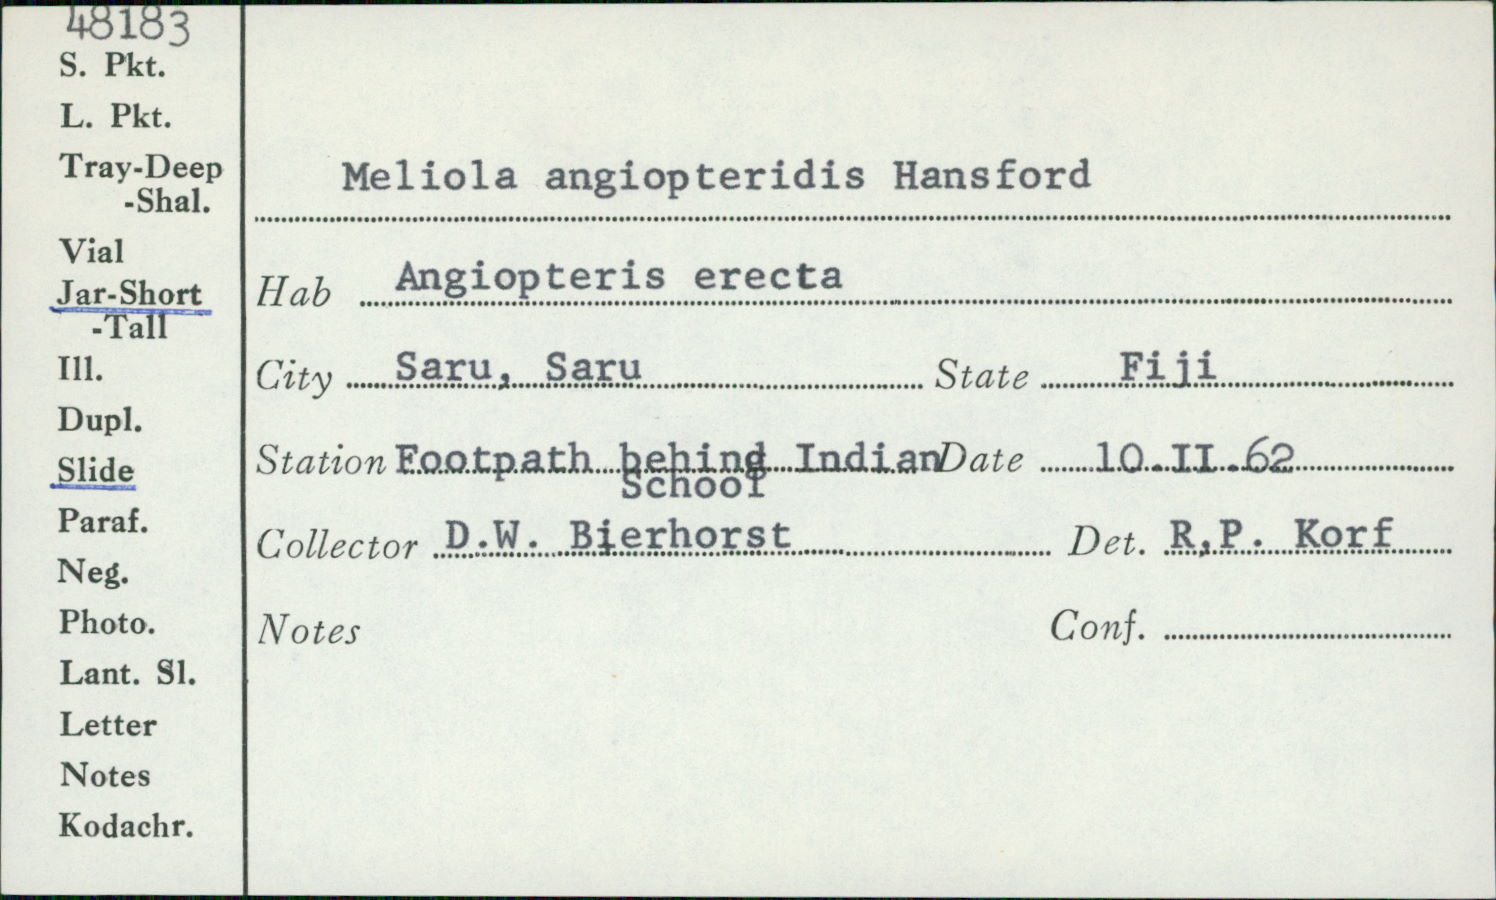 48183
S. Pkt.
L. Pkt.
Tray-Deep
-Shal.
Vial
Jar-Short
-Tall
Ill.
Dupl.
Slide
Paraf.
Neg.
Photo.
Lant. Sl.
Letter
Notes
Kodachr.
Meliola angiopteridis Hansford
Hab Angiopteris erecta
City Saru, Saru State Fiji
Station Footpath behind Indian Date 10.II.62
School
Collector D.W. Bierhorst Det. R,P. Korf
Notes Conf.